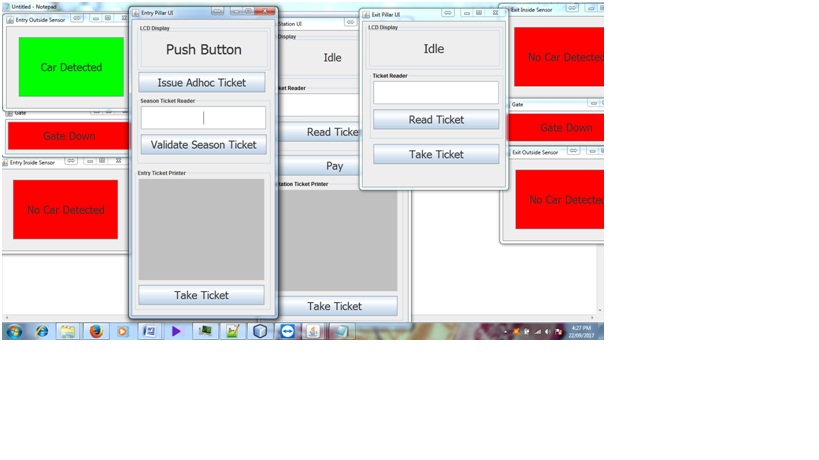 Untitled - Notepad
Entry Outside Sensor
Car Detected
Gate
Gate Down
Entry Inside Sensor
No Car Detected
Entry Pillar UI
LCD Display
Push Button
Issue Adhoc Ticket
Season Ticket Reader
Validate Season Ticket
Entry Ticket Printer
Take Ticket
Station UI
Display
Idle
ket Reader
Read Ticke
Pay
tation Ticket Printer
Take Ticket
Exit Pillar UI
LCD Display
Idle
Ticket Reader
Read Ticket
Take Ticket
Exit Inside Sensor
No Car Detected
Gate
Gate Down
Exit Outside Sensor
No Car Detected
4:27 PM
22/09/2017